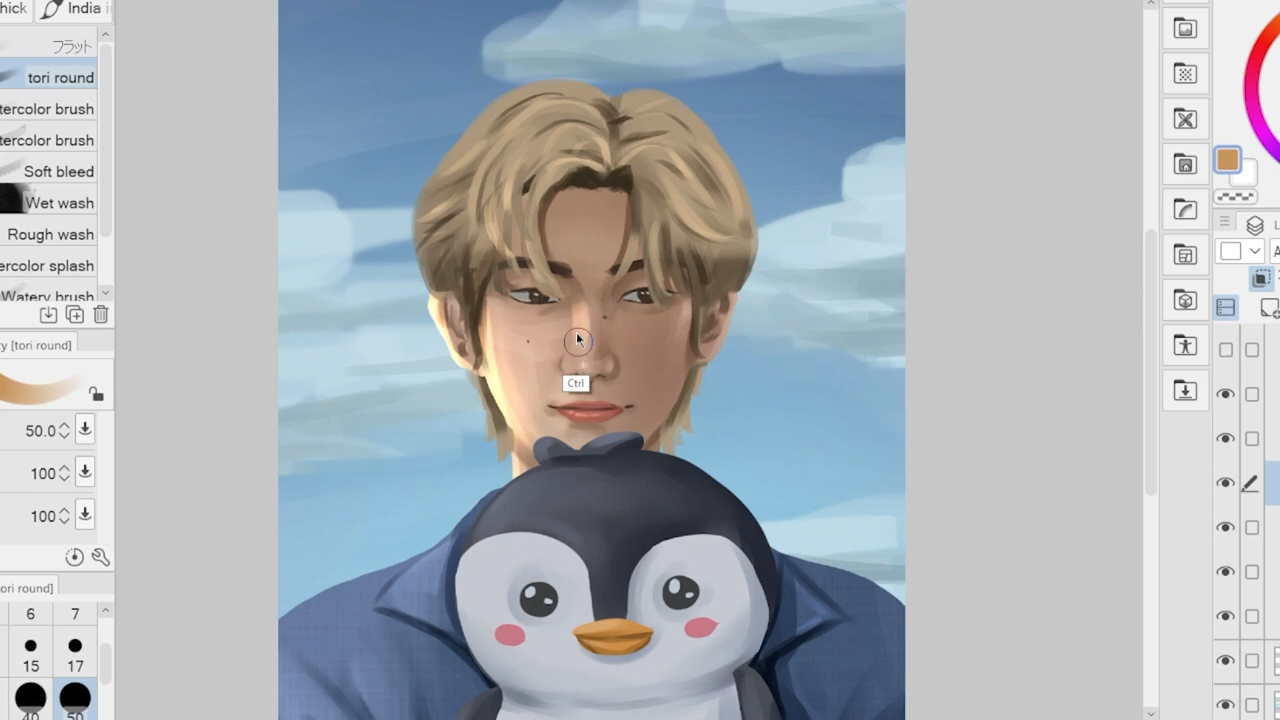 hick
India i
フラット
tori round
tercolor brush
tercolor brush
Soft bleed
Wet wash
Rough wash
ercolor splash
Watery brush
y [tori round]
50.0
100
100
ori round]
6
7
15
17
40
50
Ctrl
L
A